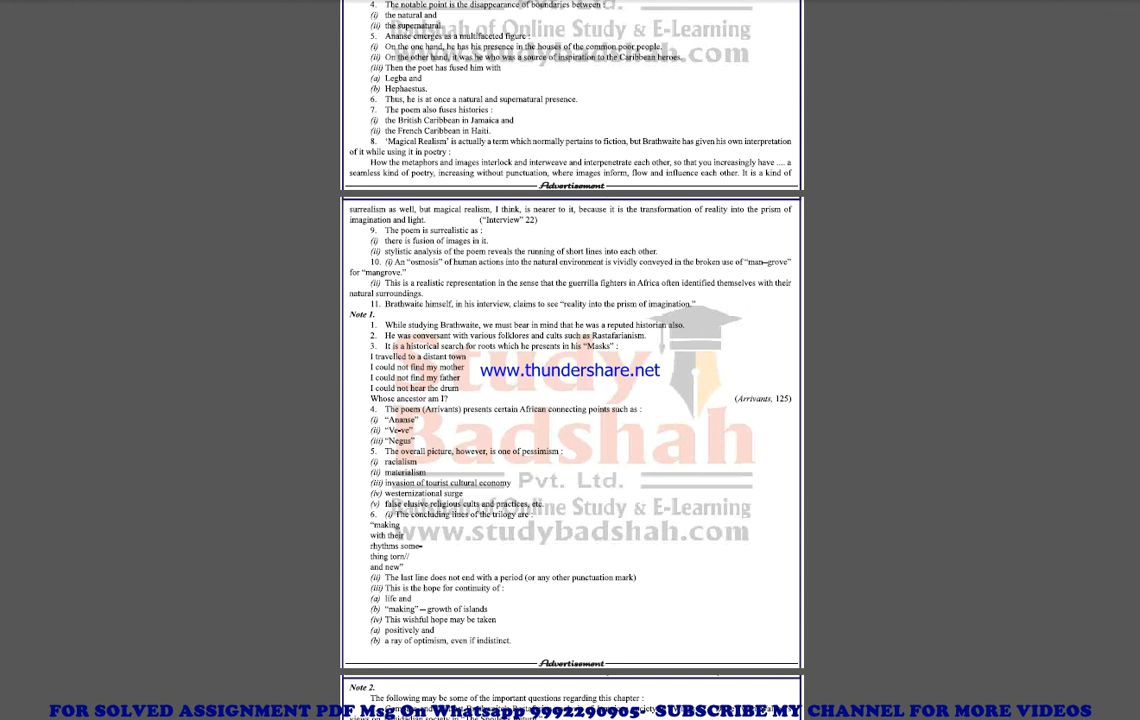 4. The notable point is the disappearance of boundaries between :
(i) the natural and
(ii) the supernatural.
5. Ananse emerges as a multifaceted figure :
(i) On the one hand, he has his presence in the houses of the common poor people.
(ii) On the other hand, it was he who was a source of inspiration to the Caribbean heroes.
(iii) Then the poet has fused him with
(a) Legba and
(b) Hephaestus.
6. Thus, he is at once a natural and supernatural presence.
7. The poem also fuses histories :
(i) the British Caribbean in Jamaica and
(ii) the French Caribbean in Haiti.
8. ‘Magical Realism’ is actually a term which normally pertains to fiction, but Brathwaite has given his own interpretation
of it while using it in poetry :
How the metaphors and images interlock and interweave and interpenetrate each other, so that you increasingly have .... a
seamless kind of poetry, increasing without punctuation, where images inform, flow and influence each other. It is a kind of
Advertisement
surrealism as well, but magical realism, I think, is nearer to it, because it is the transformation of reality into the prism of
imagination and light. (“Interview” 22)
9. The poem is surrealistic as :
(i) there is fusion of images in it.
(ii) stylistic analysis of the poem reveals the running of short lines into each other.
10. (i) An “osmosis” of human actions into the natural environment is vividly conveyed in the broken use of “man–grove”
for “mangrove.”
(ii) This is a realistic representation in the sense that the guerrilla fighters in Africa often identified themselves with their
natural surroundings.
11. Brathwaite himself, in his interview, claims to see “reality into the prism of imagination.”
Note 1.
1. While studying Brathwaite, we must bear in mind that he was a reputed historian also.
2. He was conversant with various folklores and cults such as Rastafarianism.
3. It is a historical search for roots which he presents in his “Masks” :
I travelled to a distant town
I could not find my mother
I could not find my father
I could not hear the drum
Whose ancestor am I? (Arrivants, 125)
4. The poem (Arrivants) presents certain African connecting points such as :
(i) “Ananse”
(ii) “Ve–ve”
(iii) “Negus”
5. The overall picture, however, is one of pessimism :
(i) racialism
(ii) materialism
(iii) invasion of tourist cultural economy
(iv) westernizational surge
(v) false elusive religious cults and practices, etc.
6. (i) The concluding lines of the trilogy are :
“making
with their
rhythms some-
thing torn//
and new”
(ii) The last line does not end with a period (or any other punctuation mark)
(iii) This is the hope for continuity of :
(a) life and
(b) “making” – growth of islands
(iv) This wishful hope may be taken
(a) positively and
(b) a ray of optimism, even if indistinct.
Advertisement
Note 2.
The following may be some of the important questions regarding this chapter :
Badshah of Online Study & E-Learning
www.studybadshah.com
www.thundershare.net
Study
Badshah
Pvt. Ltd.
Badshah of Online Study & E-Learning
www.studybadshah.com
FOR SOLVED ASSIGNMENT PDF Msg On Whatsapp 9992290905- SUBSCRIBE MY CHANNEL FOR MORE VIDEOS